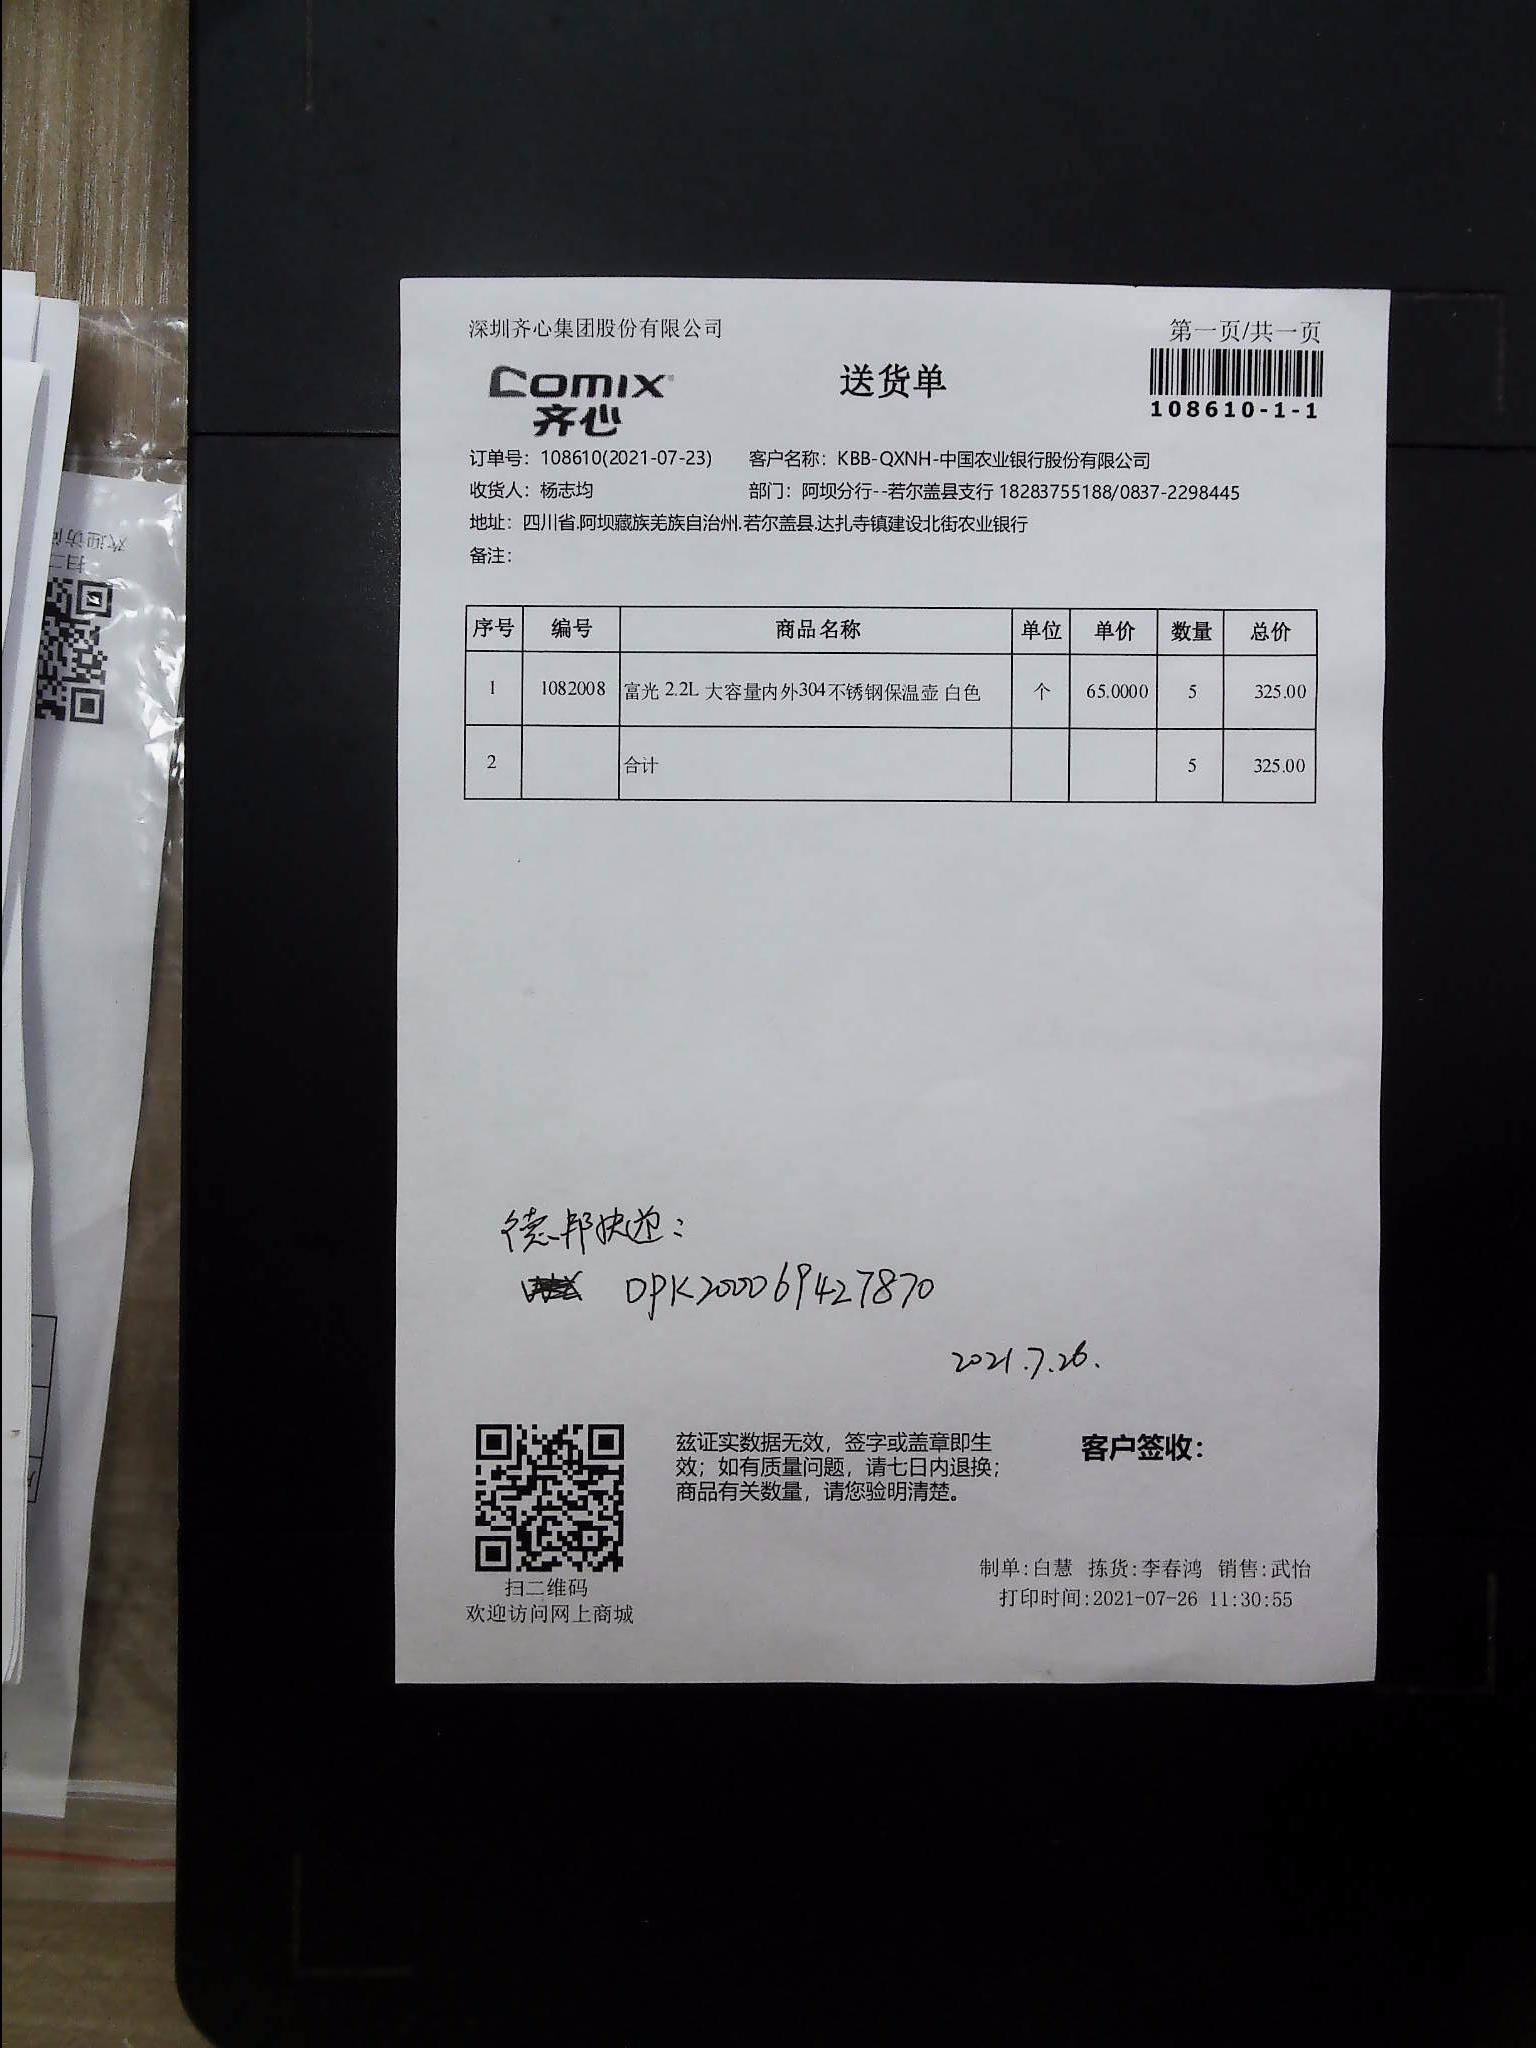 深圳齐心集团股份有限公司
第一页/共一页
comix
齐心
送货单
108610-1-1
订单号：108610(2021-07-23) 客户名称：KBB-QXNH-中国农业银行股份有限公司
收货人：杨志均 部门：阿坝分行--若尔盖县支行 18283755188/0837-2298445
地址：四川省.阿坝藏族羌族自治州.若尔盖县.达扎寺镇建设北街农业银行
备注：
序号 编号 商品名称 单位 单价 数量 总价
1 1082008 富光 2.2L 大容量内外304不锈钢保温壶 白色 个 65.0000 5 325.00
2 合计 5 325.00
德邦快递：
DPK200069427870
2021.7.26.
兹证实数据无效，签字或盖章即生
效；如有质量问题，请七日内退换；
商品有关数量，请您验明清楚。
客户签收：
扫二维码
欢迎访问网上商城
制单:白慧 拣货:李春鸿 销售:武怡
打印时间:2021-07-26 11:30:55